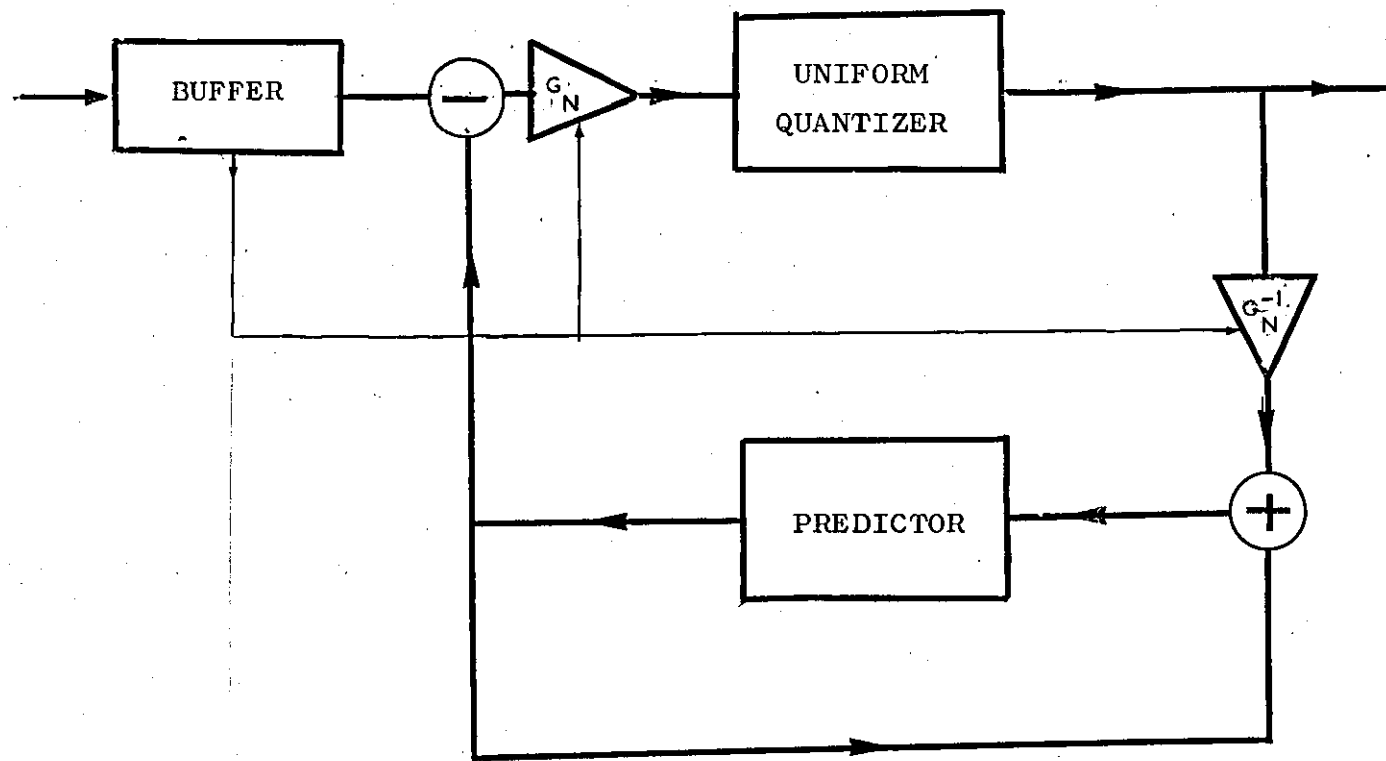 BUFFER
−
G
N
UNIFORM
QUANTIZER
G-1
N
PREDICTOR
+